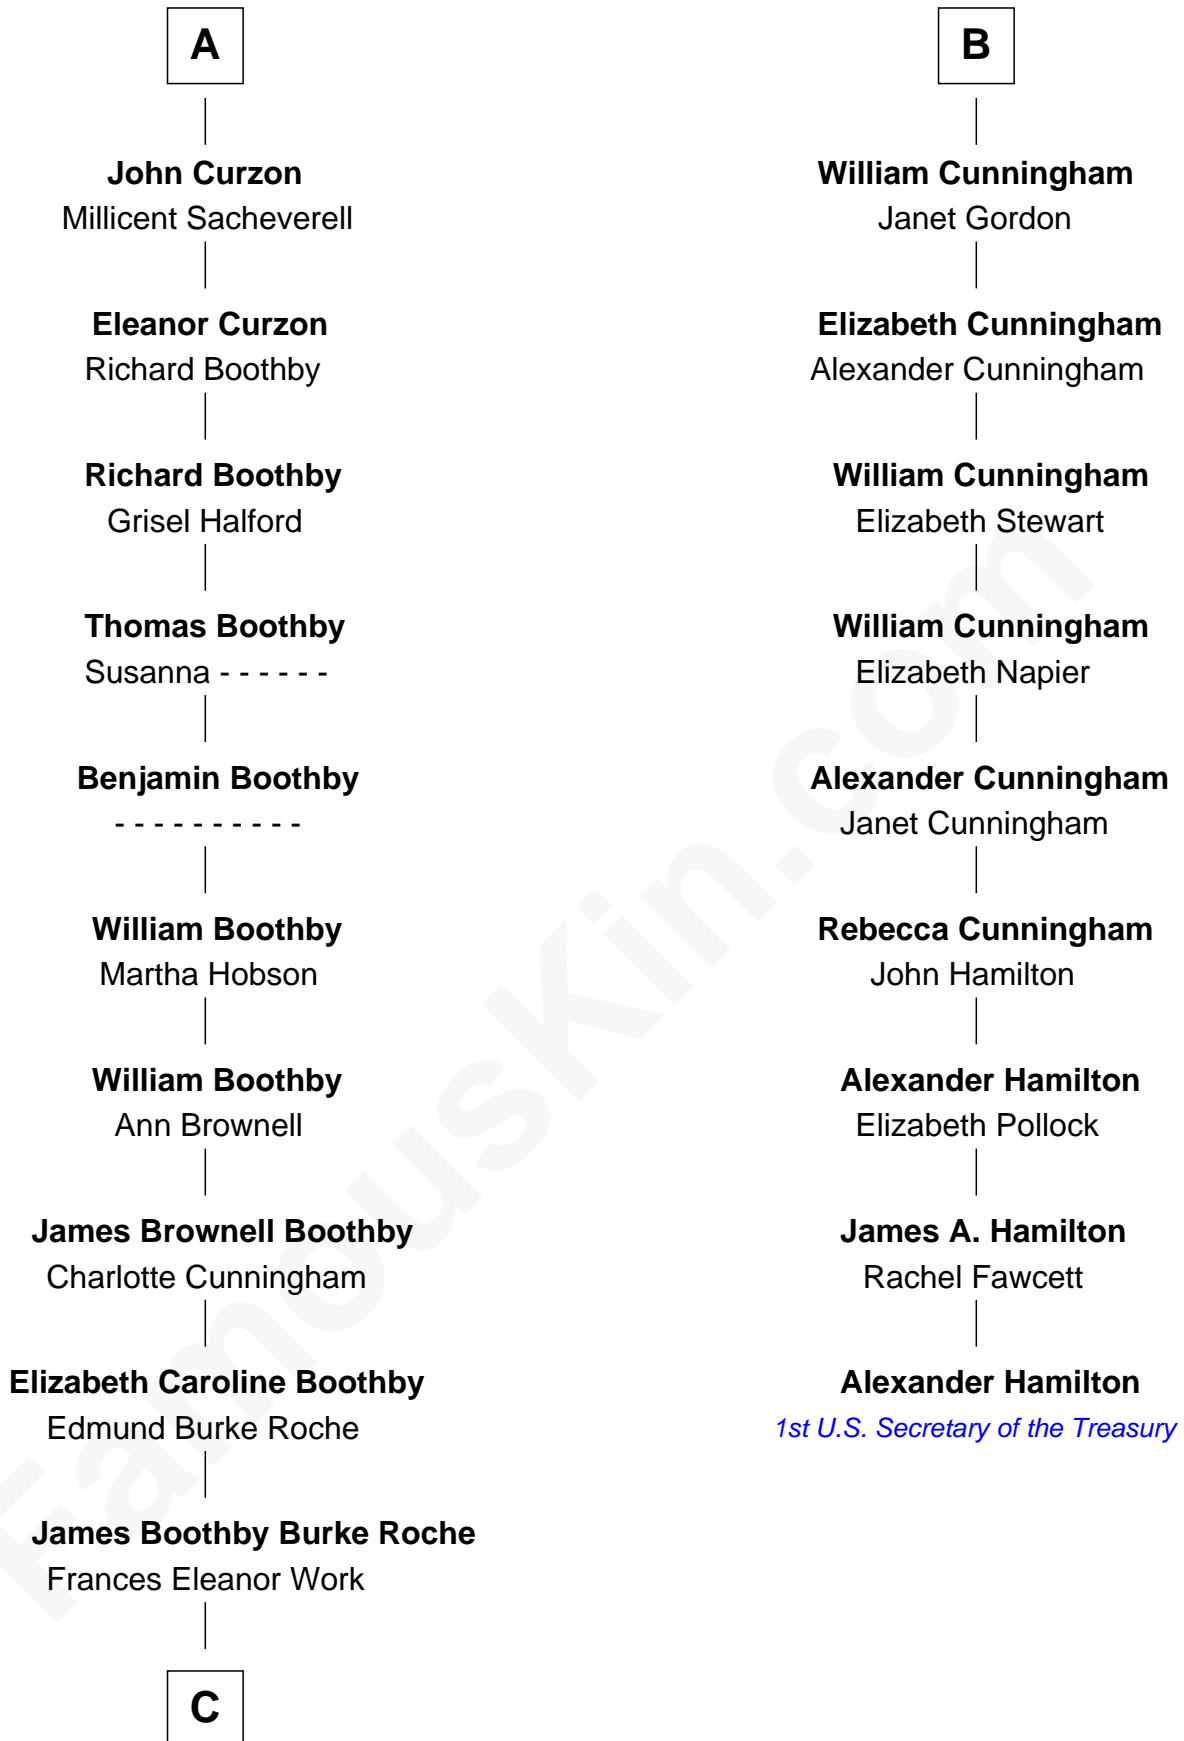 A
John Curzon
Millicent Sacheverell
Eleanor Curzon
Richard Boothby
Richard Boothby
Grisel Halford
Thomas Boothby
Susanna - - - - - -
Benjamin Boothby
- - - - - - - - - -
William Boothby
Martha Hobson
William Boothby
Ann Brownell
James Brownell Boothby
Charlotte Cunningham
Elizabeth Caroline Boothby
Edmund Burke Roche
James Boothby Burke Roche
Frances Eleanor Work
C
B
William Cunningham
Janet Gordon
Elizabeth Cunningham
Alexander Cunningham
William Cunningham
Elizabeth Stewart
William Cunningham
Elizabeth Napier
Alexander Cunningham
Janet Cunningham
Rebecca Cunningham
John Hamilton
Alexander Hamilton
Elizabeth Pollock
James A. Hamilton
Rachel Fawcett
Alexander Hamilton
1st U.S. Secretary of the Treasury
FamousKin.com